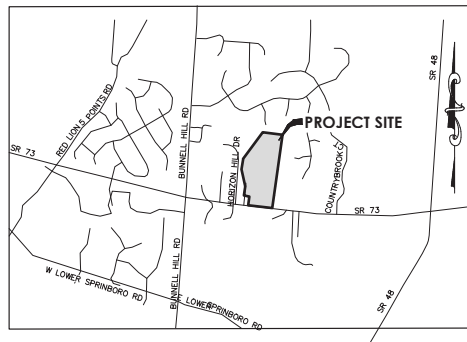 RED LION 5 POINTS RD
BUNNELL HILL RD
SR 48
PROJECT SITE
SR 73
HORIZON HILL DR
COUNTRYBROOK
SR 73
W LOWER SPRINBORO RD
BUNNELL HILL RD
E LOWER SPRINBORO RD
SR 48